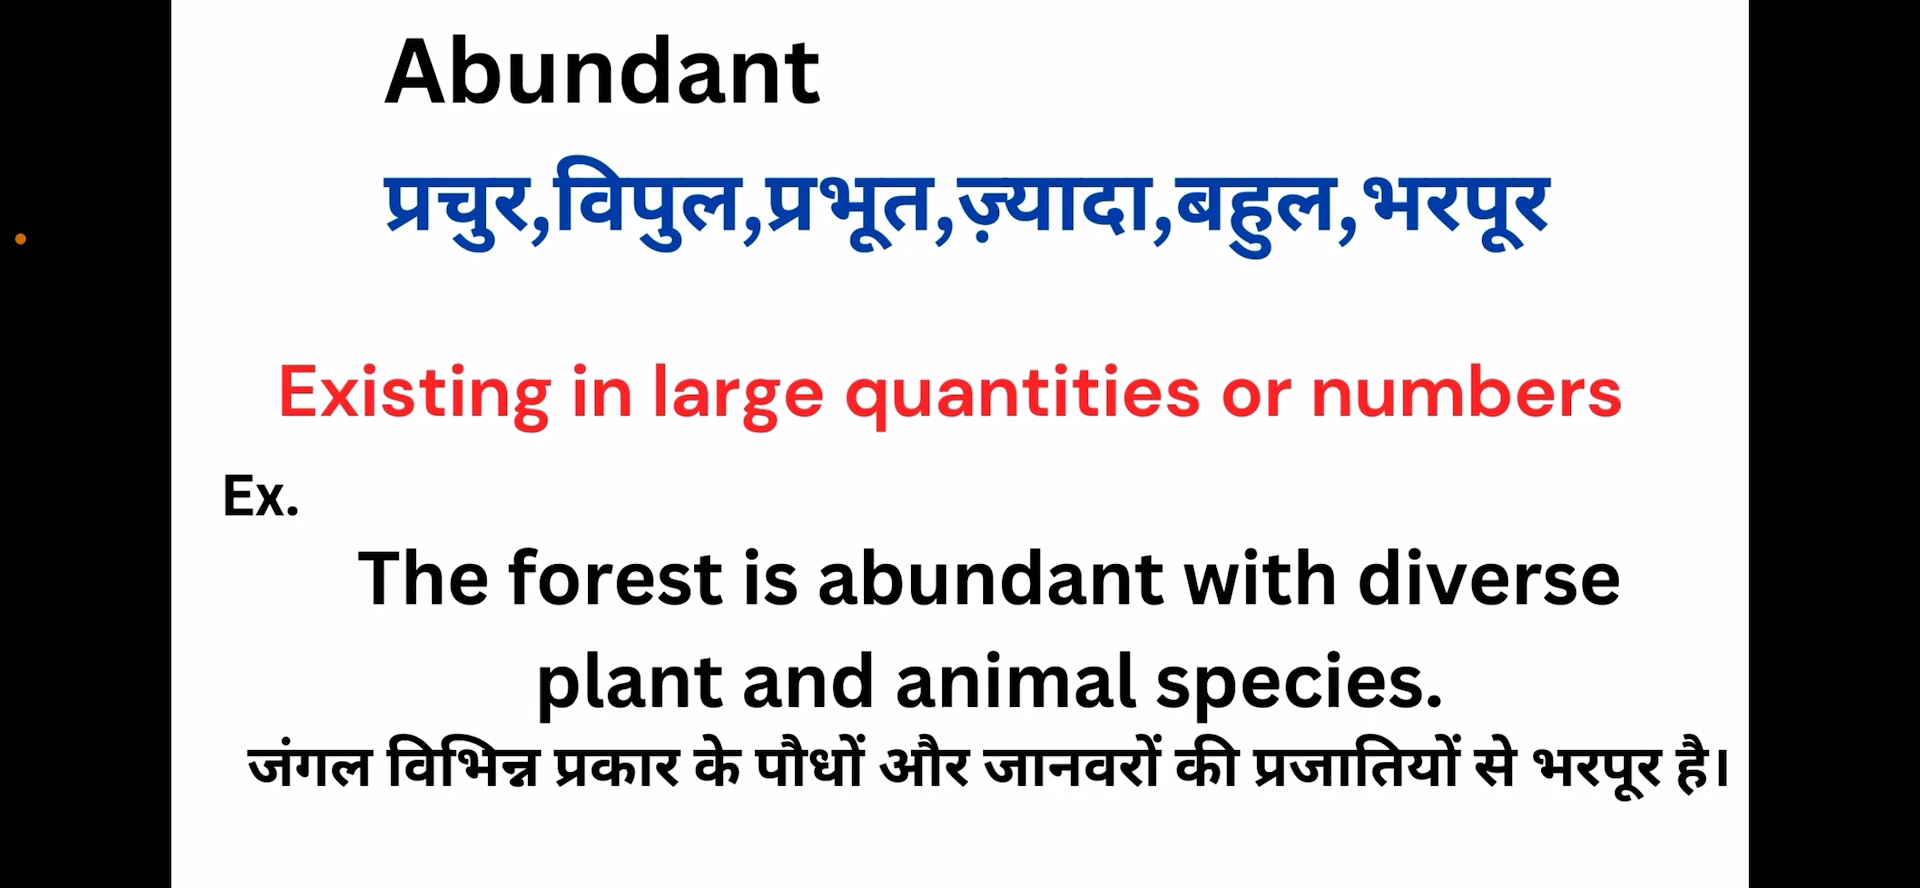 Abundant
प्रचुर,विपुल,प्रभूत,ज़्यादा,बहुल,भरपूर
Existing in large quantities or numbers
Ex.
The forest is abundant with diverse
plant and animal species.
जंगल विभिन्न प्रकार के पौधों और जानवरों की प्रजातियों से भरपूर है।